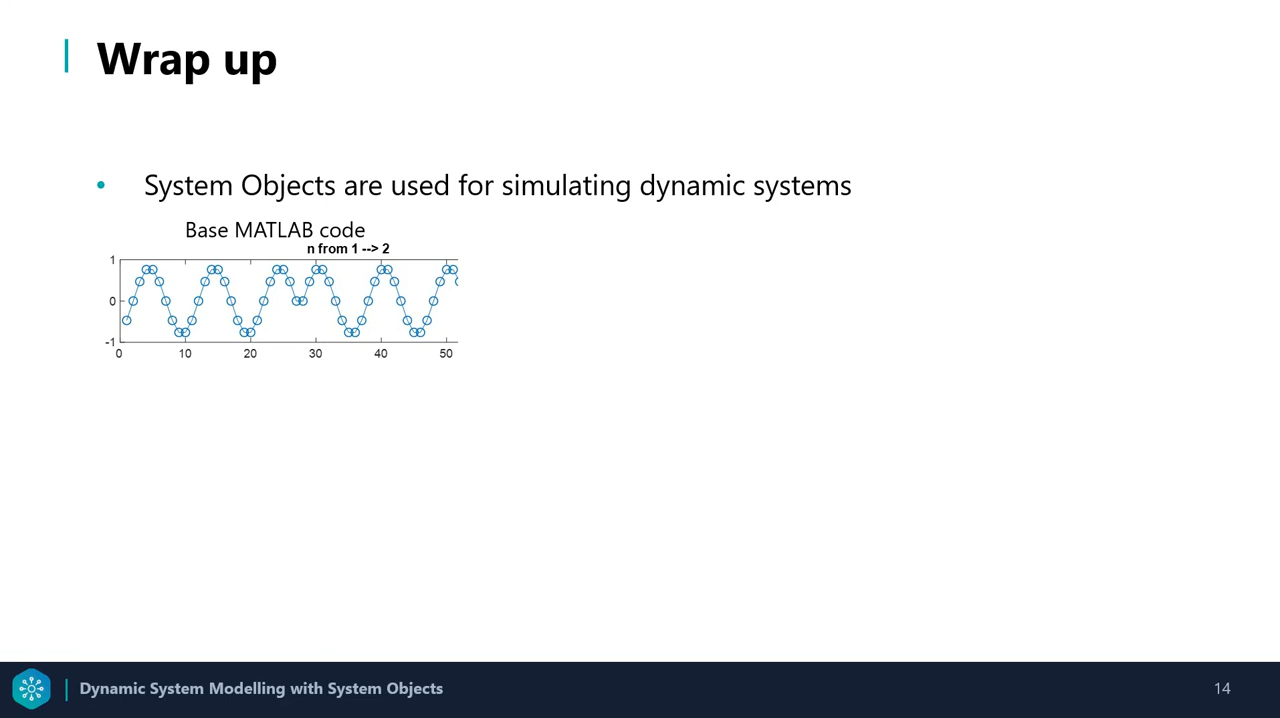 Wrap up
• System Objects are used for simulating dynamic systems
Base MATLAB code
n from 1 --> 2
1
0
-1
0 10 20 30 40 50
Dynamic System Modelling with System Objects
14